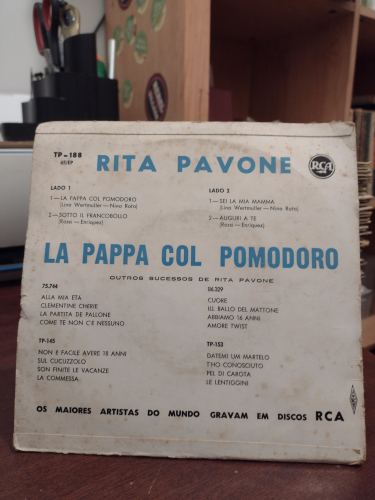 TP-188
45/EP
RITA PAVONE
RCA
LADO 1
1—LA PAPPA COL POMODORO
(Lina Wertmuller — Nino Rota)
2—SOTTO IL FRANCOBOLLO
(Rossi — Enriquez)
LADO 2
1—SEI LA MIA MAMMA
(Lina Wertmuller — Nino Rota)
2—AUGURI A TE
(Rossi — Enriquez)
LA PAPPA COL POMODORO
OUTROS SUCESSOS DE RITA PAVONE
75.744
ALLA MIA ETA
CLEMENTINE CHERIE
LA PARTITA DE PALLONE
COME TE NON C'E NESSUNO
116.329
CUORE
ILL BALLO DEL MATTONE
ABBIAMO 16 ANNI
AMORE TWIST
TP-145
NON E FACILE AVERE 18 ANNI
SUL CUCUZZOLO
SON FINITE LE VACANZE
LA COMMESSA
TP-153
DATEMI UM MARTELO
T'HO CONOSCIUTO
PEL DI CAROTA
LE LENTIGGINI
OS MAIORES ARTISTAS DO MUNDO GRAVAM EM DISCOS RCA